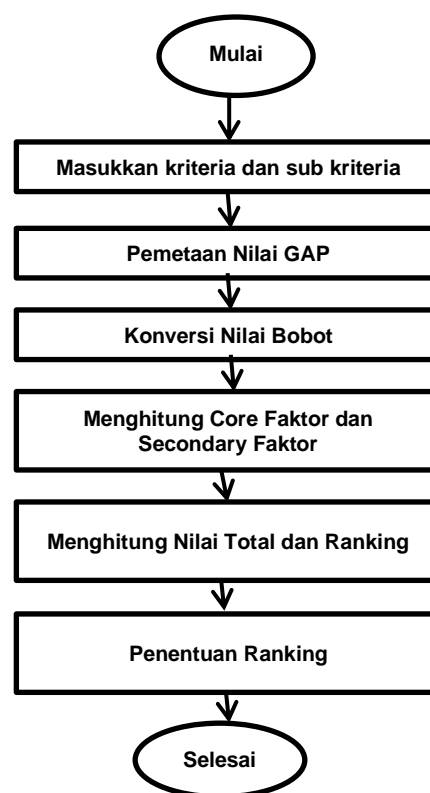 Mulai
Masukkan kriteria dan sub kriteria
Pemetaan Nilai GAP
Konversi Nilai Bobot
Menghitung Core Faktor dan
Secondary Faktor
Menghitung Nilai Total dan Ranking
Penentuan Ranking
Selesai